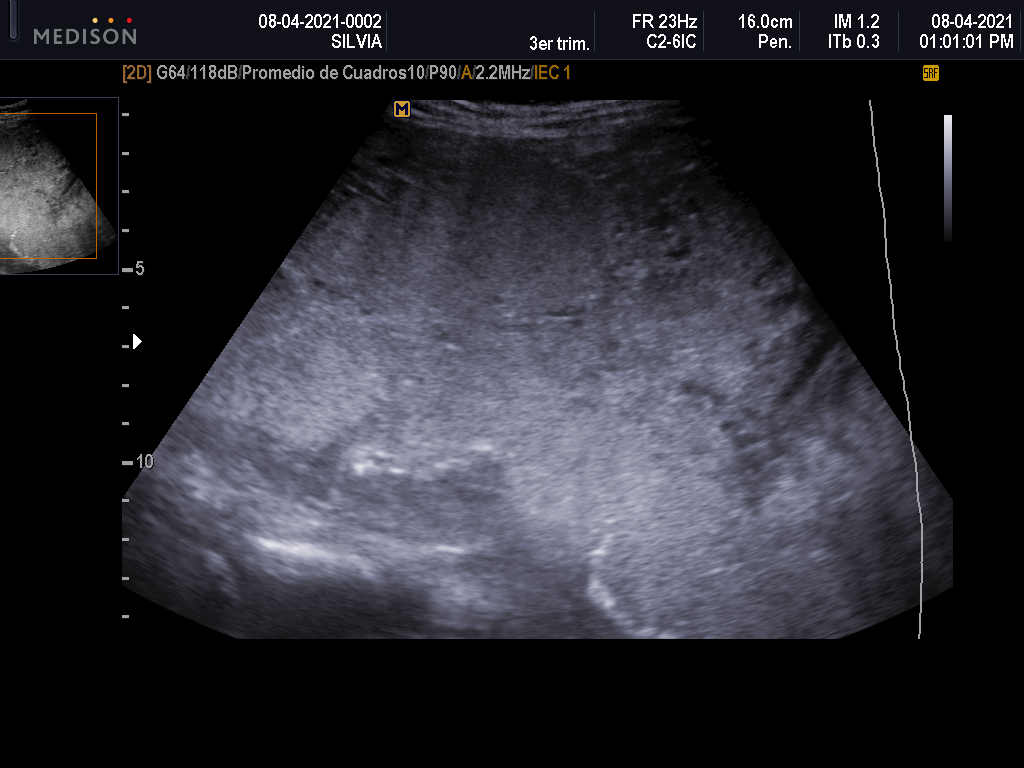 MEDISON
08-04-2021-0002
SILVIA
3er trim.
FR 23Hz
C2-6IC
16.0cm
Pen.
IM 1.2
ITb 0.3
08-04-2021
01:01:01 PM
[2D] G64/118dB/Promedio de Cuadros10/P90/A/2.2MHz/IEC 1
SRF
M
5
10